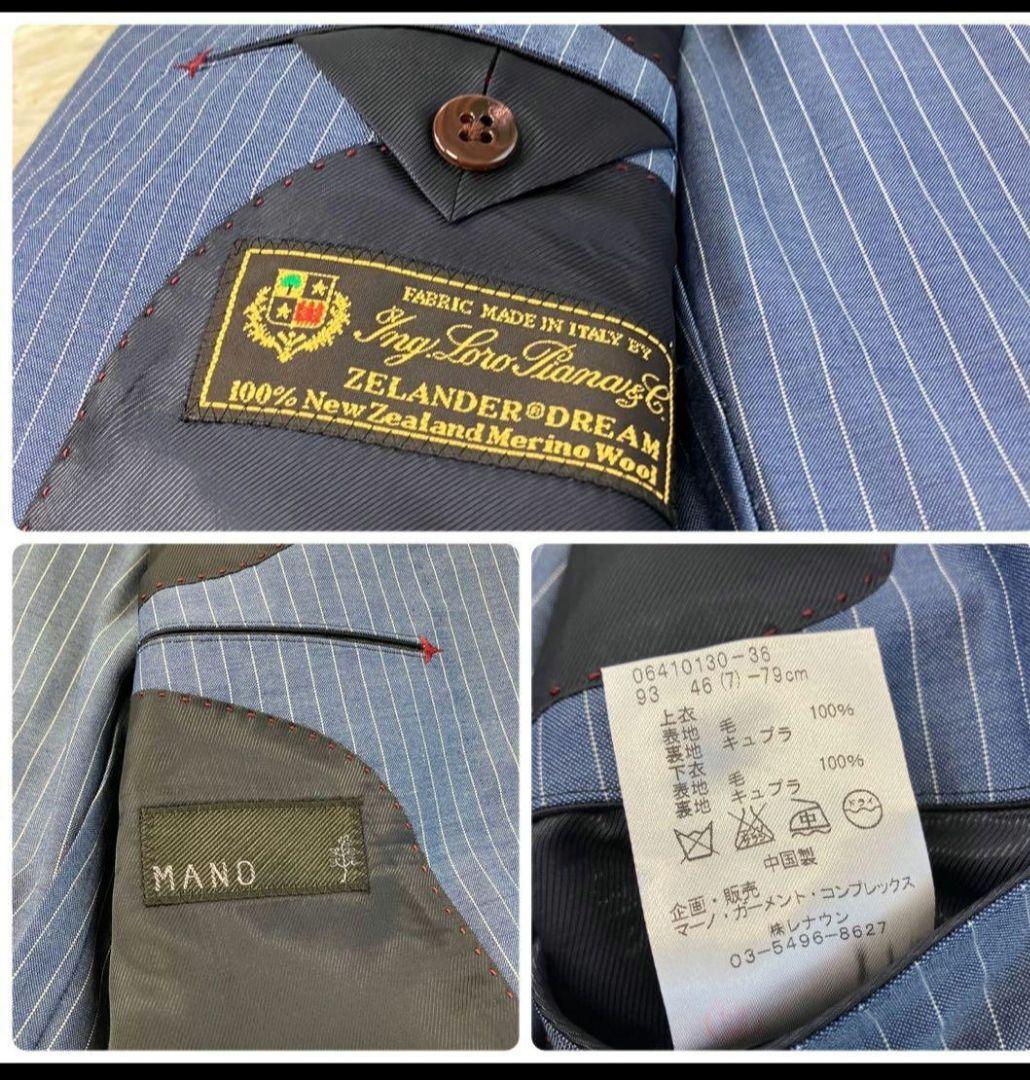 FABRIC MADE IN ITALY BY
Ing. Loro Piana & C
ZELANDER® DREAM
100% New Zealand Merino Wool
MANO
06410130-36
93 46(7)-79cm
上衣
表地 毛 100%
裏地 キュプラ
下衣
表地 毛 100%
裏地 キュプラ
ドライ
中国製
企画・販売
マーノ・ガーメント・コンプレックス
㈱レナウン
03-5496-8627